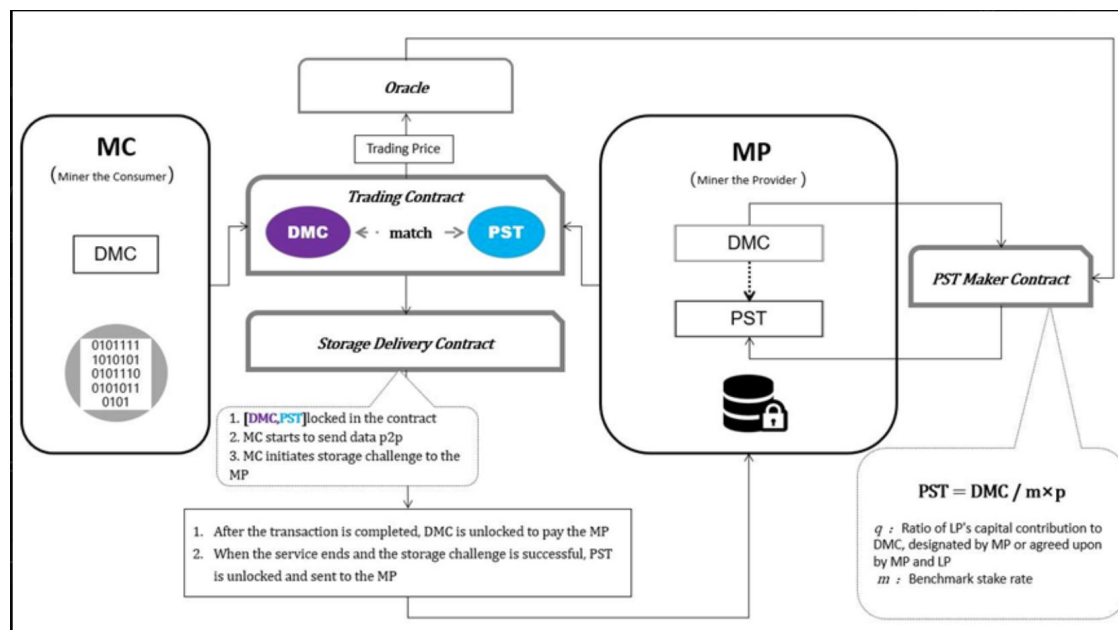 Oracle
Trading Price
MC
(Miner the Consumer)
DMC
0101111
1010101
0101110
0101011
0101
Trading Contract
DMC
match
PST
Storage Delivery Contract
1. [DMC,PST]locked in the contract
2. MC starts to send data p2p
3. MC initiates storage challenge to the
MP
1. After the transaction is completed, DMC is unlocked to pay the MP
2. When the service ends and the storage challenge is successful, PST
is unlocked and sent to the MP
MP
(Miner the Provider)
DMC
PST
PST Maker Contract
PST = DMC / m×p
q : Ratio of LP's capital contribution to
DMC, designated by MP or agreed upon
by MP and LP
m : Benchmark stake rate